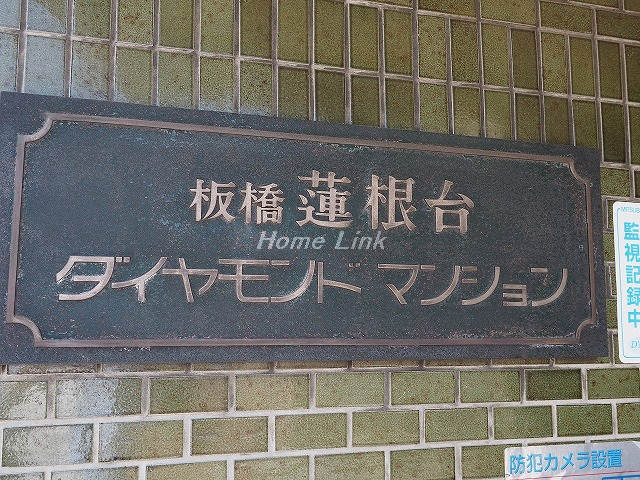 板橋 蓮根台
Home Link
ダイヤモンドマンション
監視記録中
防犯カメラ設置